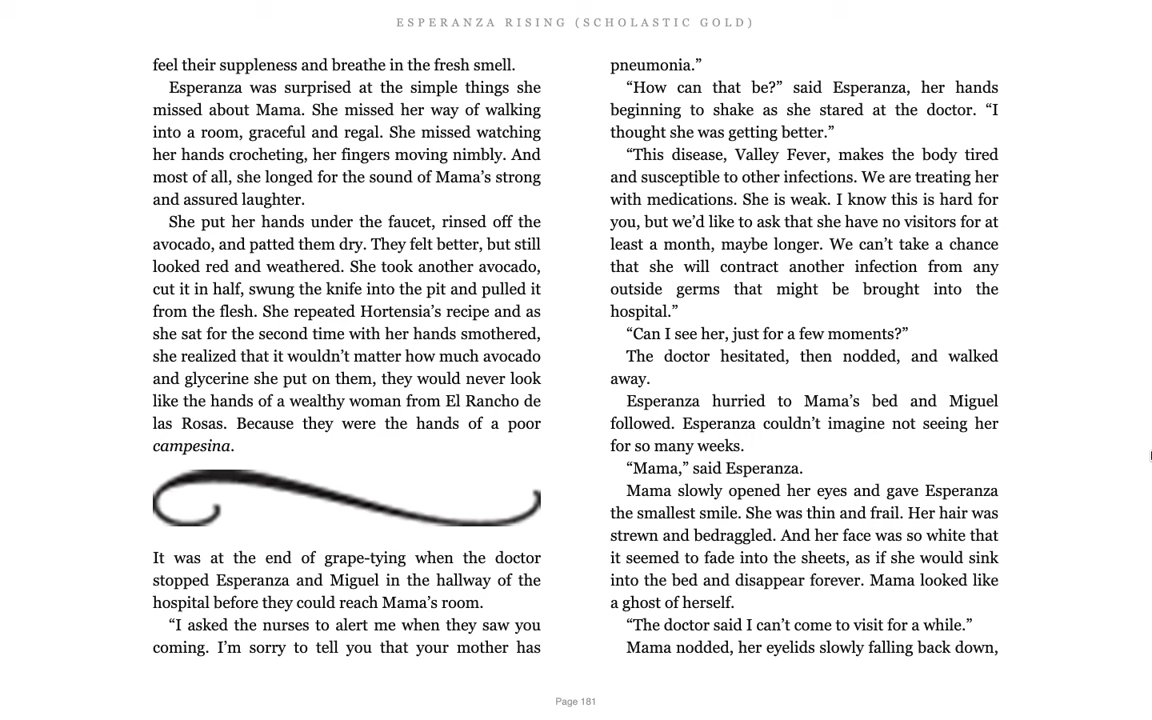 ESPERANZA RISING (SCHOLASTIC GOLD)
feel their suppleness and breathe in the fresh smell.
Esperanza was surprised at the simple things she
missed about Mama. She missed her way of walking
into a room, graceful and regal. She missed watching
her hands crocheting, her fingers moving nimbly. And
most of all, she longed for the sound of Mama’s strong
and assured laughter.
She put her hands under the faucet, rinsed off the
avocado, and patted them dry. They felt better, but still
looked red and weathered. She took another avocado,
cut it in half, swung the knife into the pit and pulled it
from the flesh. She repeated Hortensia’s recipe and as
she sat for the second time with her hands smothered,
she realized that it wouldn’t matter how much avocado
and glycerine she put on them, they would never look
like the hands of a wealthy woman from El Rancho de
las Rosas. Because they were the hands of a poor
campesina.
It was at the end of grape-tying when the doctor
stopped Esperanza and Miguel in the hallway of the
hospital before they could reach Mama’s room.
“I asked the nurses to alert me when they saw you
coming. I’m sorry to tell you that your mother has
pneumonia.”
“How can that be?” said Esperanza, her hands
beginning to shake as she stared at the doctor. “I
thought she was getting better.”
“This disease, Valley Fever, makes the body tired
and susceptible to other infections. We are treating her
with medications. She is weak. I know this is hard for
you, but we’d like to ask that she have no visitors for at
least a month, maybe longer. We can’t take a chance
that she will contract another infection from any
outside germs that might be brought into the
hospital.”
“Can I see her, just for a few moments?”
The doctor hesitated, then nodded, and walked
away.
Esperanza hurried to Mama’s bed and Miguel
followed. Esperanza couldn’t imagine not seeing her
for so many weeks.
“Mama,” said Esperanza.
Mama slowly opened her eyes and gave Esperanza
the smallest smile. She was thin and frail. Her hair was
strewn and bedraggled. And her face was so white that
it seemed to fade into the sheets, as if she would sink
into the bed and disappear forever. Mama looked like
a ghost of herself.
“The doctor said I can’t come to visit for a while.”
Mama nodded, her eyelids slowly falling back down,
Page 181